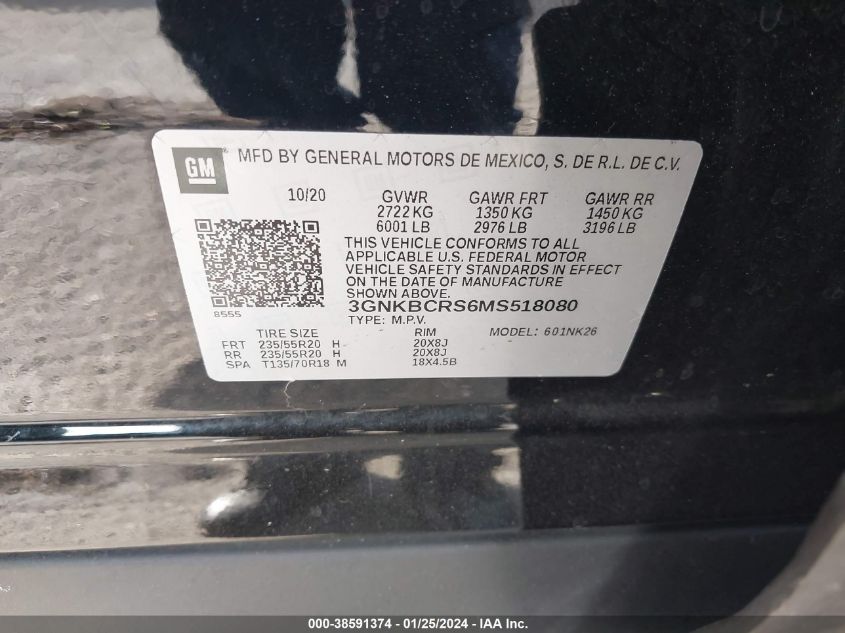 GM ® MFD BY GENERAL MOTORS DE MEXICO, S. DE R.L. DE C.V.
10/20 GVWR GAWR FRT GAWR RR
2722 KG 1350 KG 1450 KG
6001 LB 2976 LB 3196 LB
THIS VEHICLE CONFORMS TO ALL
APPLICABLE U.S. FEDERAL MOTOR
VEHICLE SAFETY STANDARDS IN EFFECT
ON THE DATE OF MANUFACTURE
SHOWN ABOVE.
8555
3GNKBCRS6MS518080
TYPE: M.P.V. MODEL: 601NK26
TIRE SIZE RIM
FRT 235/55R20 H 20X8J
RR 235/55R20 H 20X8J
SPA T135/70R18 M 18X4.5B
000-38591374 - 01/25/2024 - IAA Inc.